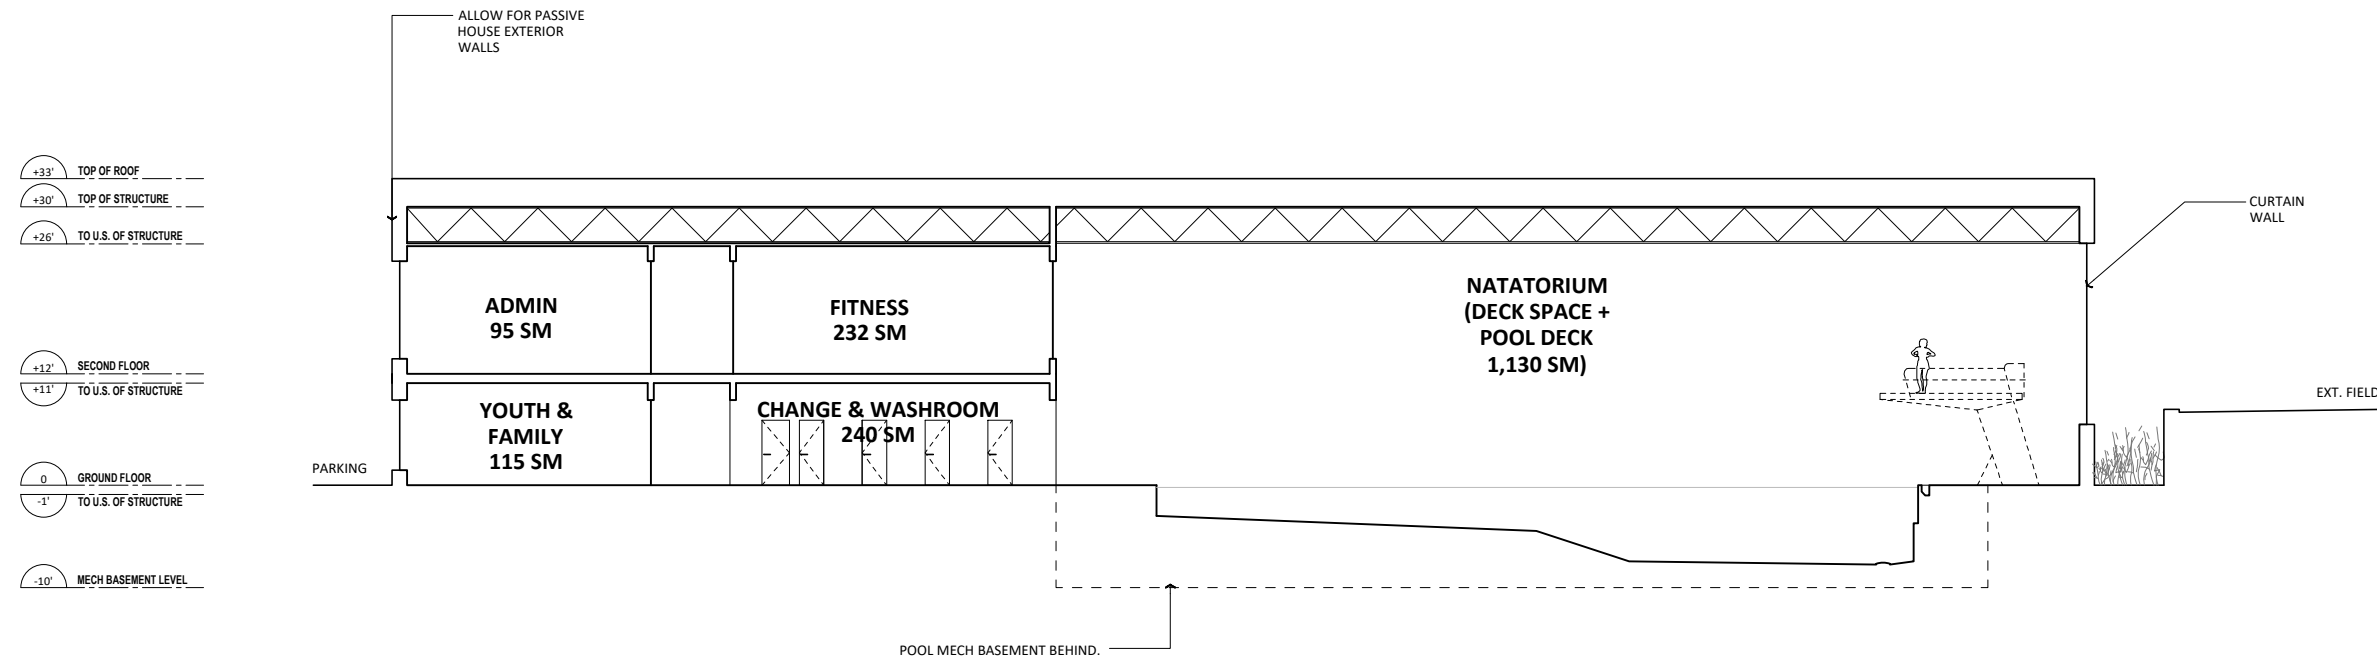 ALLOW FOR PASSIVE
HOUSE EXTERIOR
WALLS
+33' TOP OF ROOF
+30' TOP OF STRUCTURE
+26' TO U.S. OF STRUCTURE
+12' SECOND FLOOR
+11' TO U.S. OF STRUCTURE
0 GROUND FLOOR
-1' TO U.S. OF STRUCTURE
-10' MECH BASEMENT LEVEL
PARKING
ADMIN
95 SM
FITNESS
232 SM
YOUTH &
FAMILY
115 SM
CHANGE & WASHROOM
240 SM
NATATORIUM
(DECK SPACE +
POOL DECK
1,130 SM)
CURTAIN
WALL
EXT. FIELD
POOL MECH BASEMENT BEHIND.